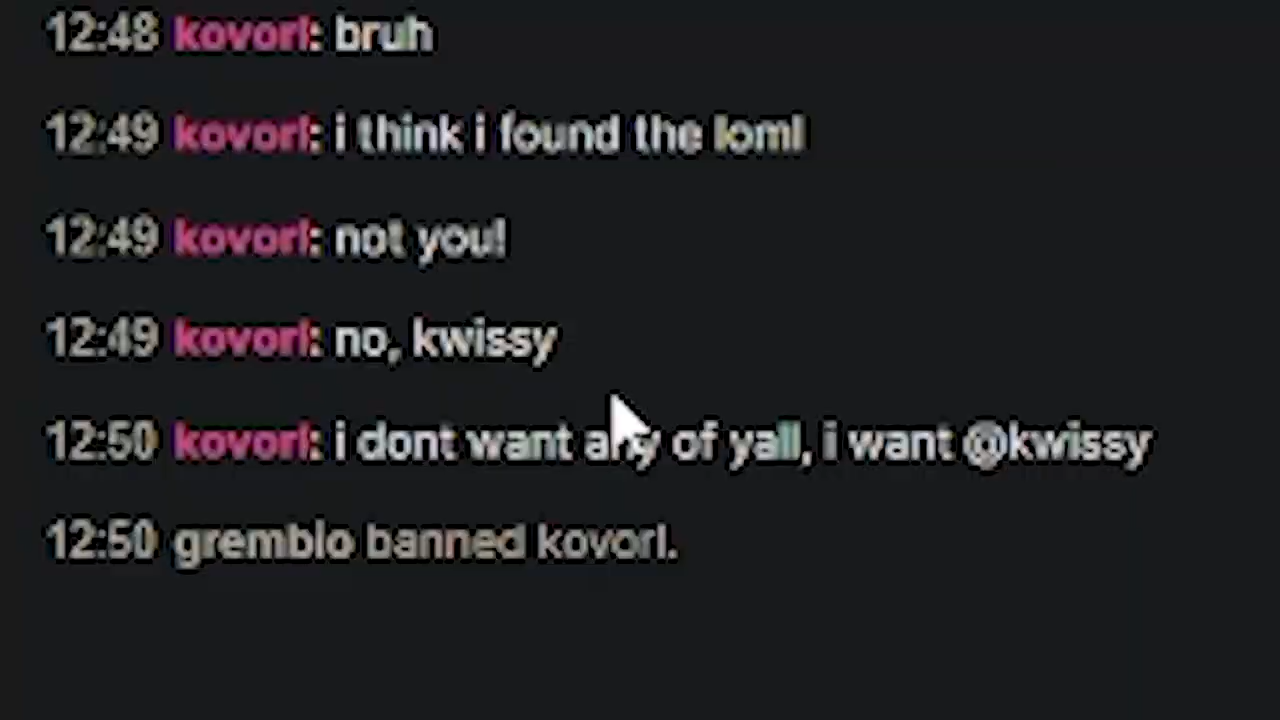 12:48 kovorl: bruh
12:49 kovorl: i think i found the loml
12:49 kovorl: not you!
12:49 kovorl: no, kwissy
12:50 kovorl: i dont want any of yall, i want @kwissy
12:50 gremblo banned kovorl.